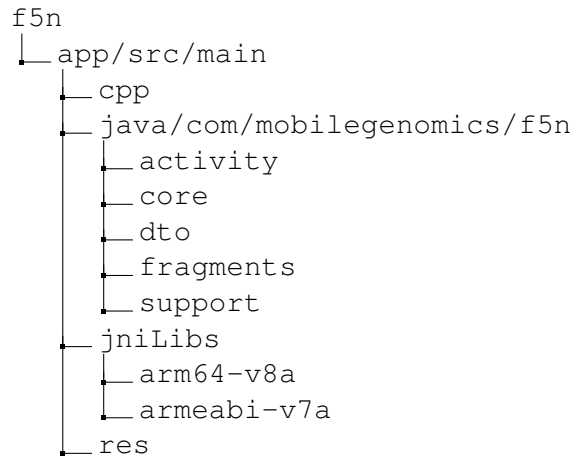 f5n
app/src/main
cpp
java/com/mobilegenomics/f5n
activity
core
dto
fragments
support
jniLibs
arm64-v8a
armeabi-v7a
res